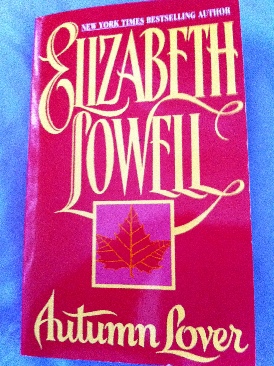 NEW YORK TIMES BESTSELLING AUTHOR
ELIZABETH
LOWELL
Autumn Lover